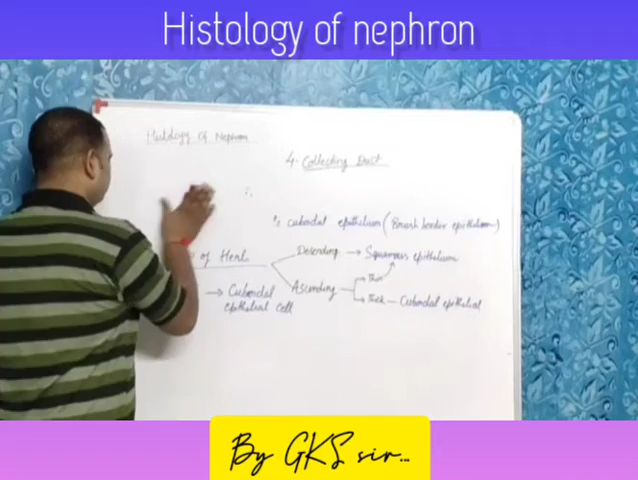 Histology of nephron
Histology of Nephron
4. Collecting Duct
cuboidal epithelium (Brush border epithelium)
of Henle
Descending → Squamous epithelium
Ascending
Thin
Thick — Cuboidal epithelial
→ Cuboidal
epithelial cell
By GKS sir...